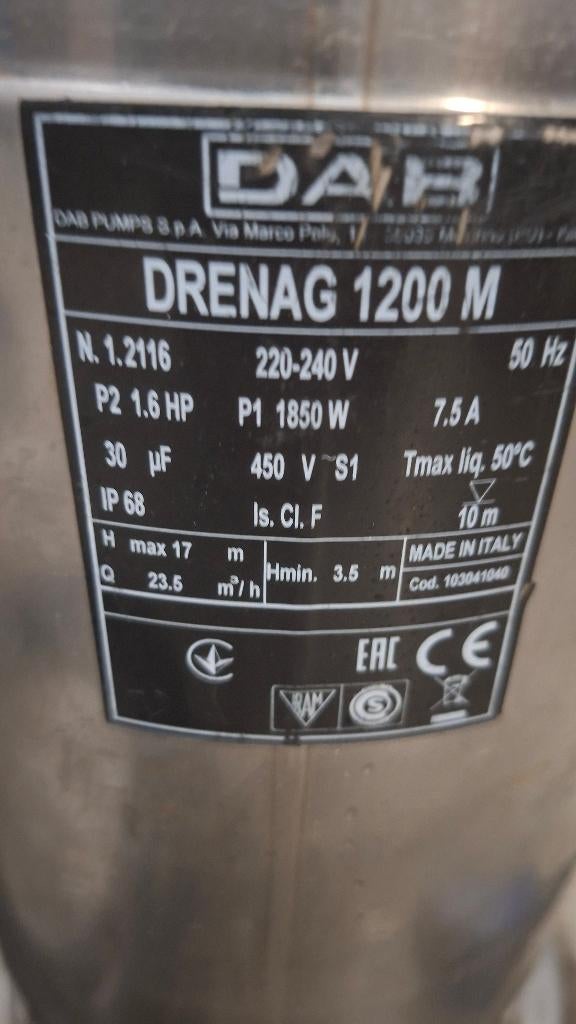 DAB
DAB PUMPS S.p.A. Via Marco Polo,
DRENAG 1200 M
N. 1.2116 220-240 V 50 Hz
P2 1.6 HP P1 1850 W 7.5 A
30 µF 450 V ~ S1 Tmax liq. 50°C
IP 68 Is. Cl. F 10 m
H max 17 m Hmin. 3.5 m MADE IN ITALY
Q 23.5 m³/h Cod. 103041040
EAC CE
IRAM S